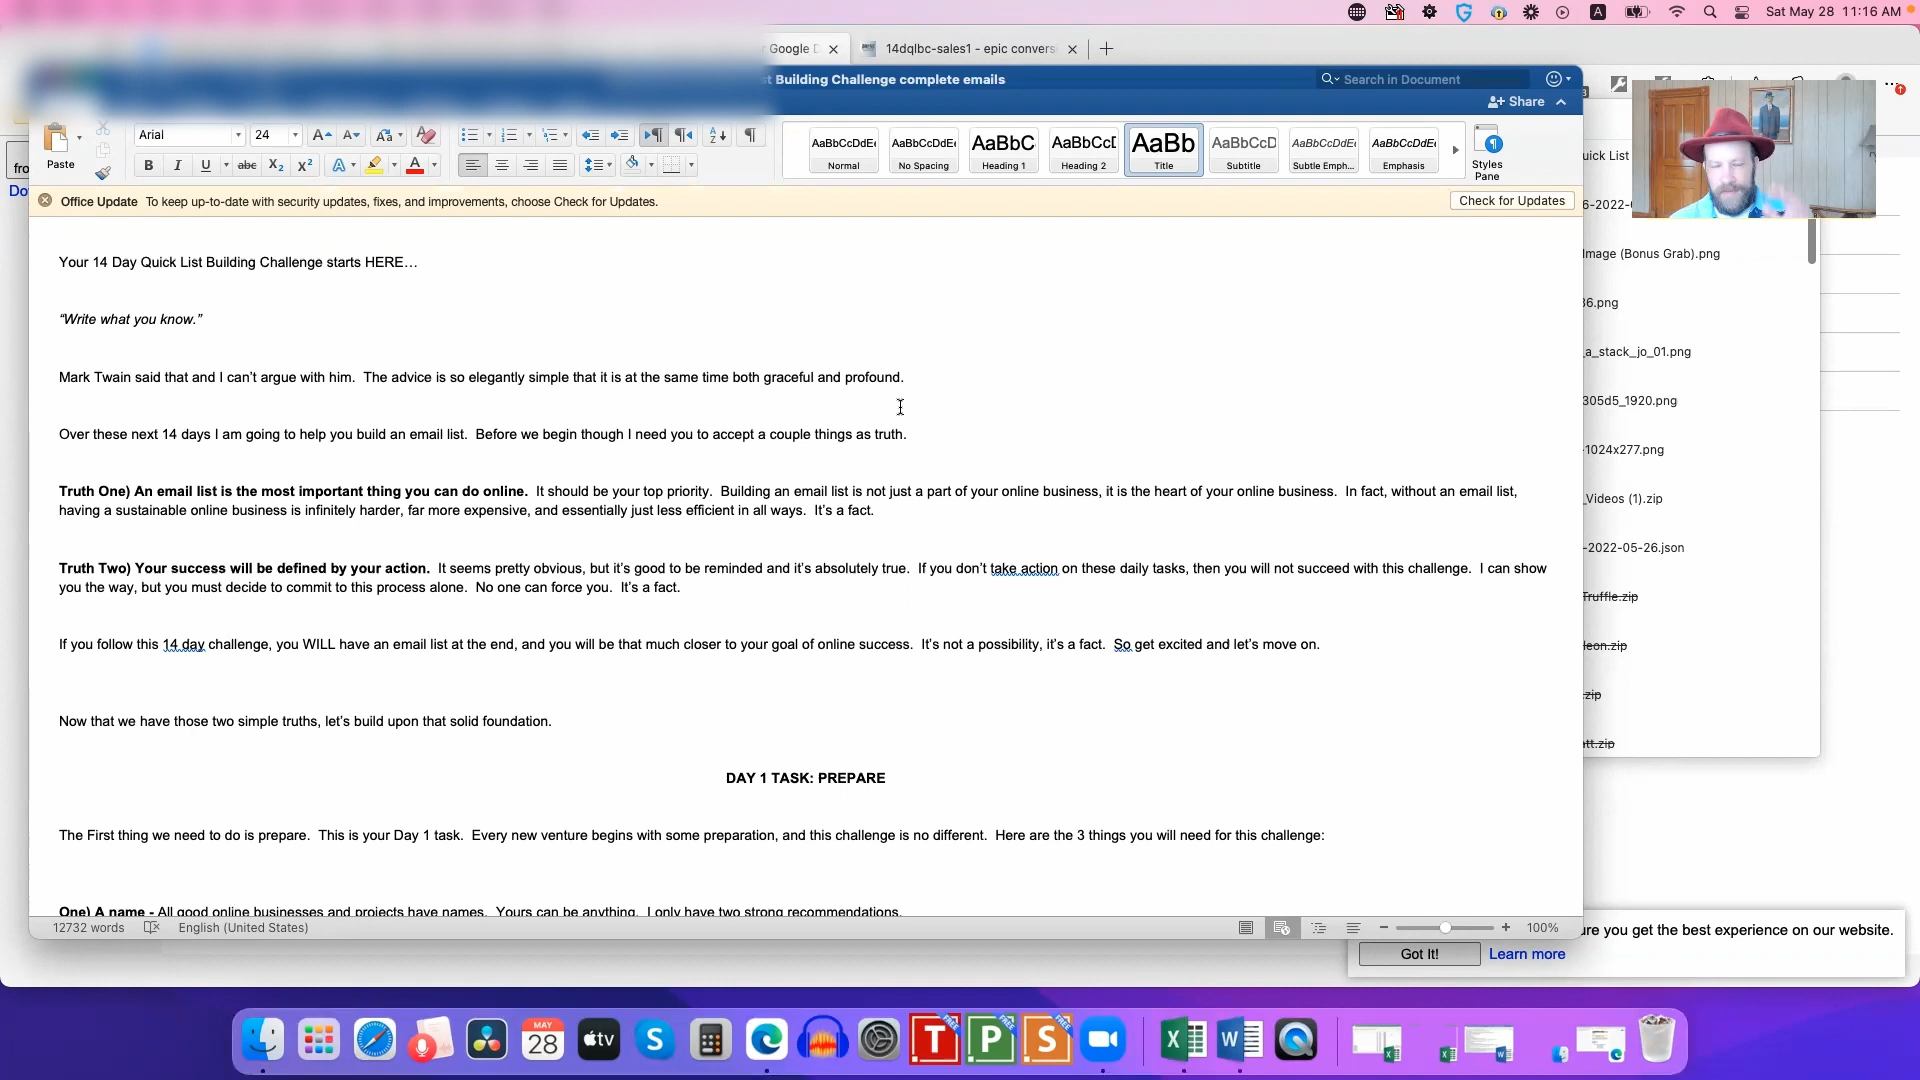 Sat May 28 11:16 AM
14dqlbc-sales1 - epic convers
Building Challenge complete emails
Search in Document
Share
Paste
Arial
24
AaBbCcDdEe
AaBbCcDdEe
AaBbC
AaBbCcD
AaBb
AaBbCcD
AaBbCcDdEe
AaBbCcDdEe
Normal
No Spacing
Heading 1
Heading 2
Title
Subtitle
Subtle Emph...
Emphasis
Styles
Pane
Office Update To keep up-to-date with security updates, fixes, and improvements, choose Check for Updates.
Check for Updates
Your 14 Day Quick List Building Challenge starts HERE…
“Write what you know.”
Mark Twain said that and I can’t argue with him. The advice is so elegantly simple that it is at the same time both graceful and profound.
Over these next 14 days I am going to help you build an email list. Before we begin though I need you to accept a couple things as truth.
Truth One) An email list is the most important thing you can do online. It should be your top priority. Building an email list is not just a part of your online business, it is the heart of your online business. In fact, without an email list,
having a sustainable online business is infinitely harder, far more expensive, and essentially just less efficient in all ways. It’s a fact.
Truth Two) Your success will be defined by your action. It seems pretty obvious, but it’s good to be reminded and it’s absolutely true. If you don’t take action on these daily tasks, then you will not succeed with this challenge. I can show
you the way, but you must decide to commit to this process alone. No one can force you. It’s a fact.
If you follow this 14 day challenge, you WILL have an email list at the end, and you will be that much closer to your goal of online success. It’s not a possibility, it’s a fact. So get excited and let’s move on.
Now that we have those two simple truths, let’s build upon that solid foundation.
DAY 1 TASK: PREPARE
The First thing we need to do is prepare. This is your Day 1 task. Every new venture begins with some preparation, and this challenge is no different. Here are the 3 things you will need for this challenge:
One) A name - All good online businesses and projects have names. Yours can be anything. I only have two strong recommendations.
12732 words
English (United States)
100%
uick List
6-2022-
mage (Bonus Grab).png
36.png
_a_stack_jo_01.png
305d5_1920.png
-1024x277.png
_Videos (1).zip
-2022-05-26.json
Truffle.zip
leon.zip
.zip
att.zip
ure you get the best experience on our website.
Got It!
Learn more
MAY
28
tv
T
FREE
P
FREE
S
FREE